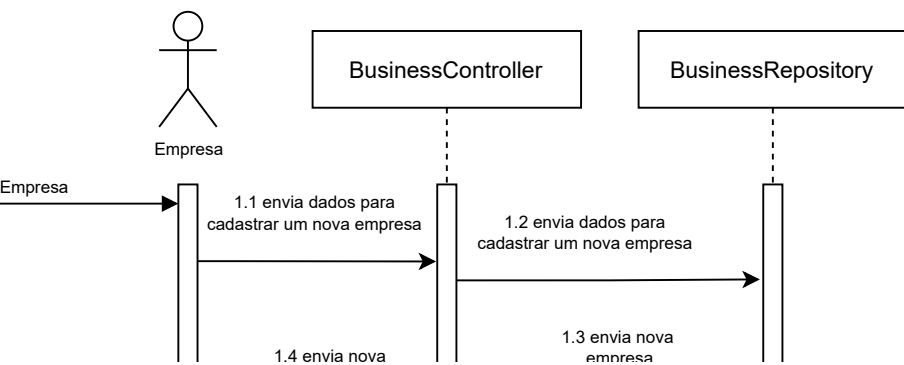 BusinessController
BusinessRepository
Empresa
Empresa
1.1 envia dados para
cadastrar um nova empresa
1.2 envia dados para
cadastrar um nova empresa
1.3 envia nova
empresa
1.4 envia nova